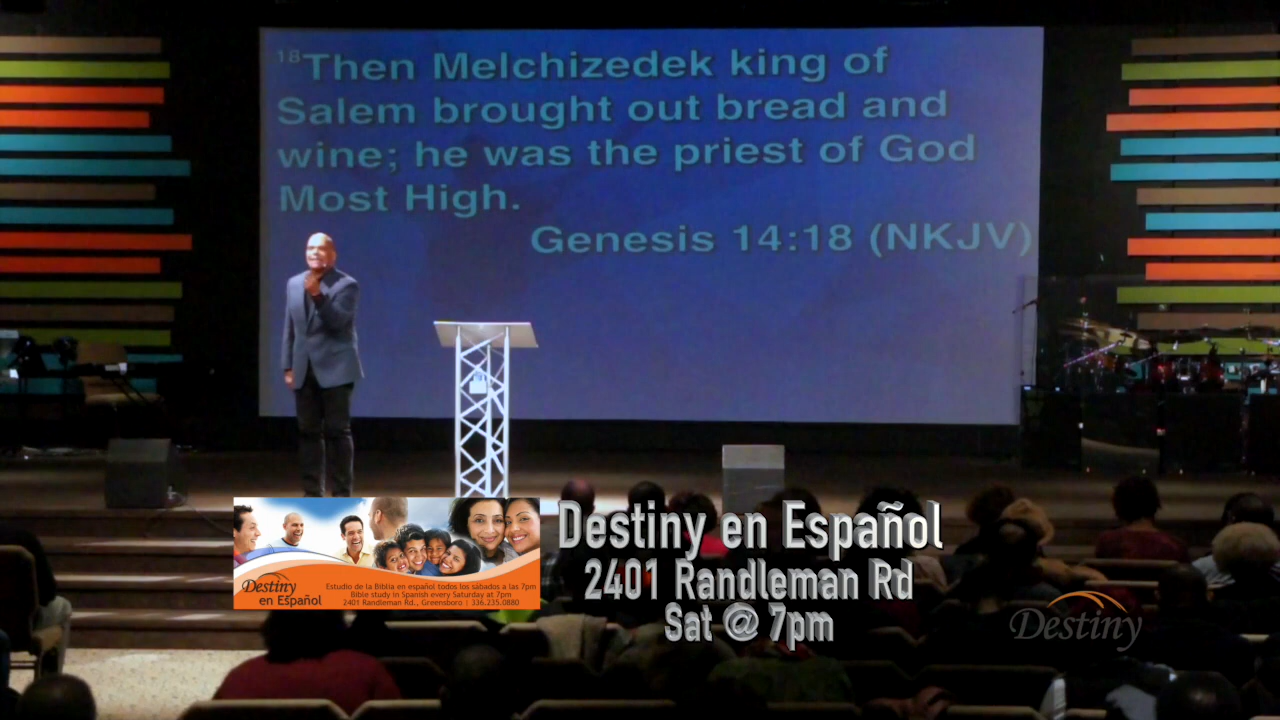 18Then Melchizedek king of
Salem brought out bread and
wine; he was the priest of God
Most High.
Genesis 14:18 (NKJV)
Destiny en Español
2401 Randleman Rd
Sat @ 7pm
Destiny
en Español
Estudio de la Biblia en español todos los sábados a las 7pm
Bible study in Spanish every Saturday at 7pm
2401 Randleman Rd., Greensboro | 336.235.0880
Destiny